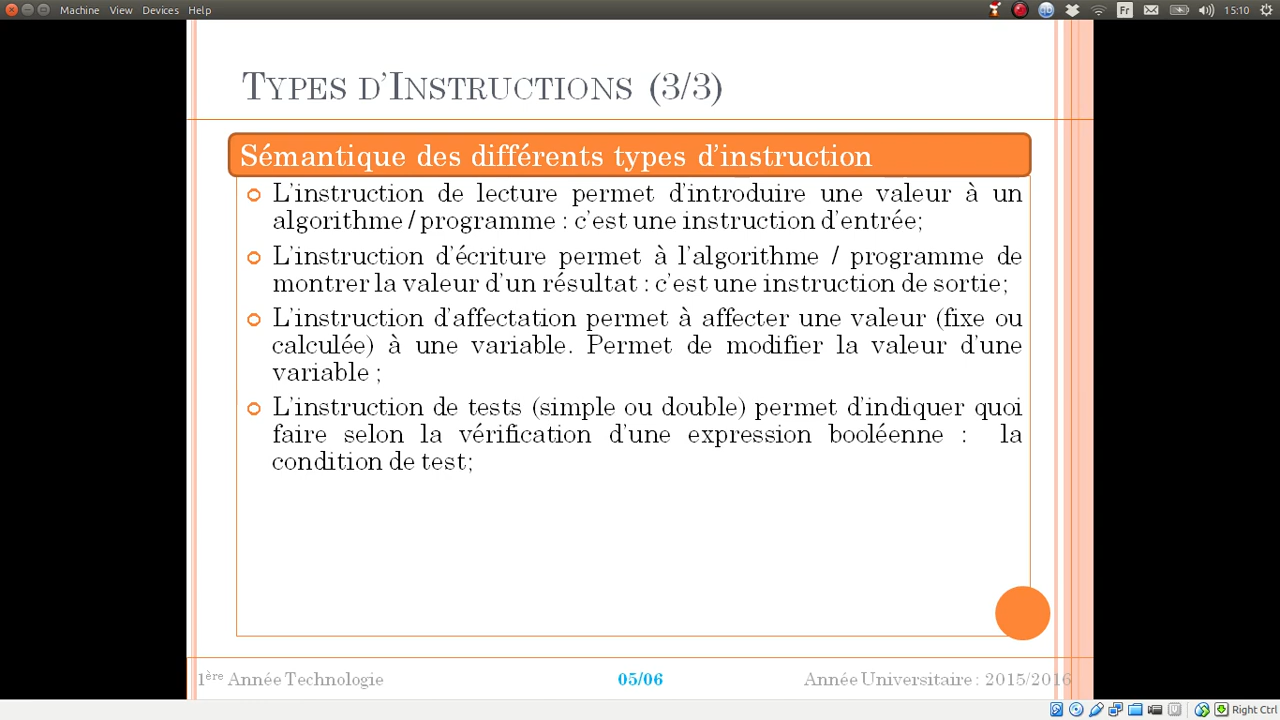 Machine View Devices Help
Fr
15:10
TYPES D'INSTRUCTIONS (3/3)
Sémantique des différents types d'instruction
L'instruction de lecture permet d'introduire une valeur à un
algorithme / programme : c'est une instruction d'entrée;
L'instruction d'écriture permet à l'algorithme / programme de
montrer la valeur d'un résultat : c'est une instruction de sortie;
L'instruction d'affectation permet à affecter une valeur (fixe ou
calculée) à une variable. Permet de modifier la valeur d'une
variable ;
L'instruction de tests (simple ou double) permet d'indiquer quoi
faire selon la vérification d'une expression booléenne : la
condition de test;
1ère Année Technologie
05/06
Année Universitaire : 2015/2016
Right Ctrl